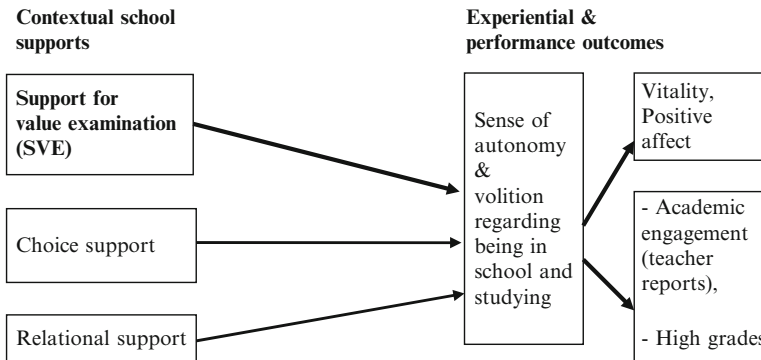 Contextual school
supports
Experiential &
performance outcomes
Support for
value examination
(SVE)
Choice support
Relational support
Sense of
autonomy
&
volition
regarding
being in
school and
studying
Vitality,
Positive
affect
- Academic
engagement
(teacher
reports),
- High grades